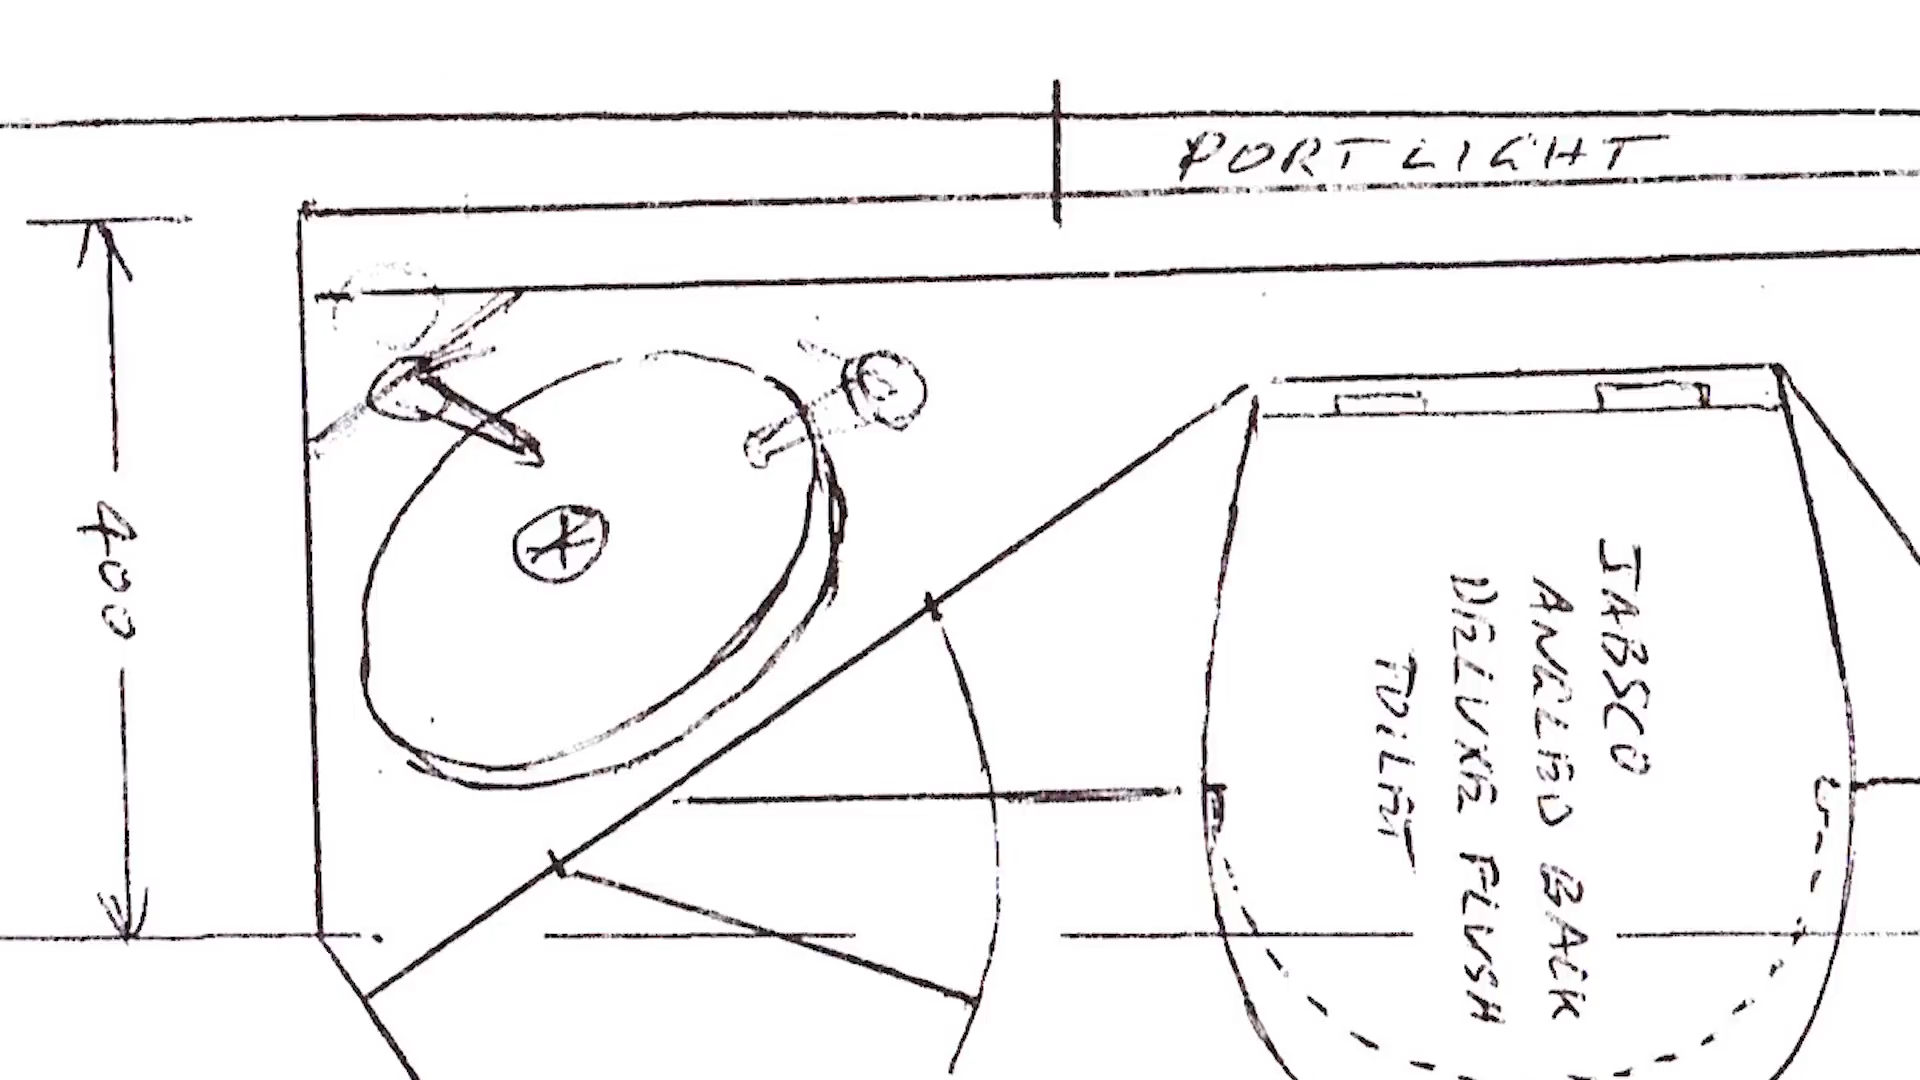 PORTLIGHT
400
JABSCO
ANGLED BACK
DELUXE FLUSH
TOILET